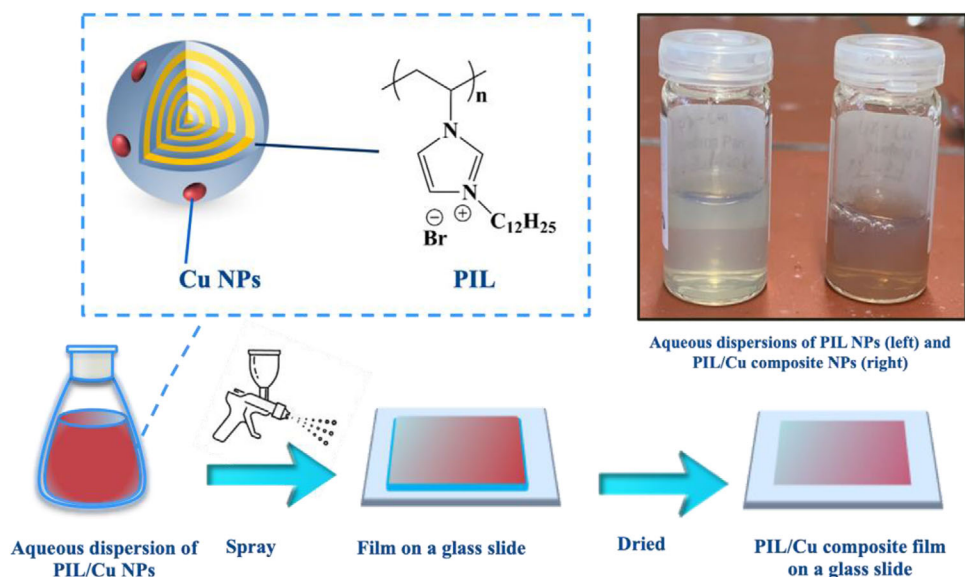 n
N
N
⊕
⊖
Br
C12H25
Cu NPs
PIL
Aqueous dispersions of PIL NPs (left) and
PIL/Cu composite NPs (right)
Aqueous dispersion of
PIL/Cu NPs
Spray
Film on a glass slide
Dried
PIL/Cu composite film
on a glass slide